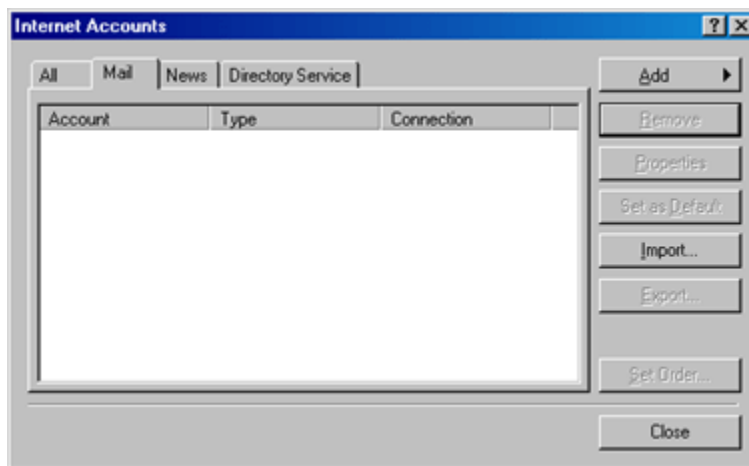 Internet Accounts
All Mail News Directory Service
Add
Account Type Connection
Remove
Properties
Set as Default
Import...
Export...
Set Order...
Close